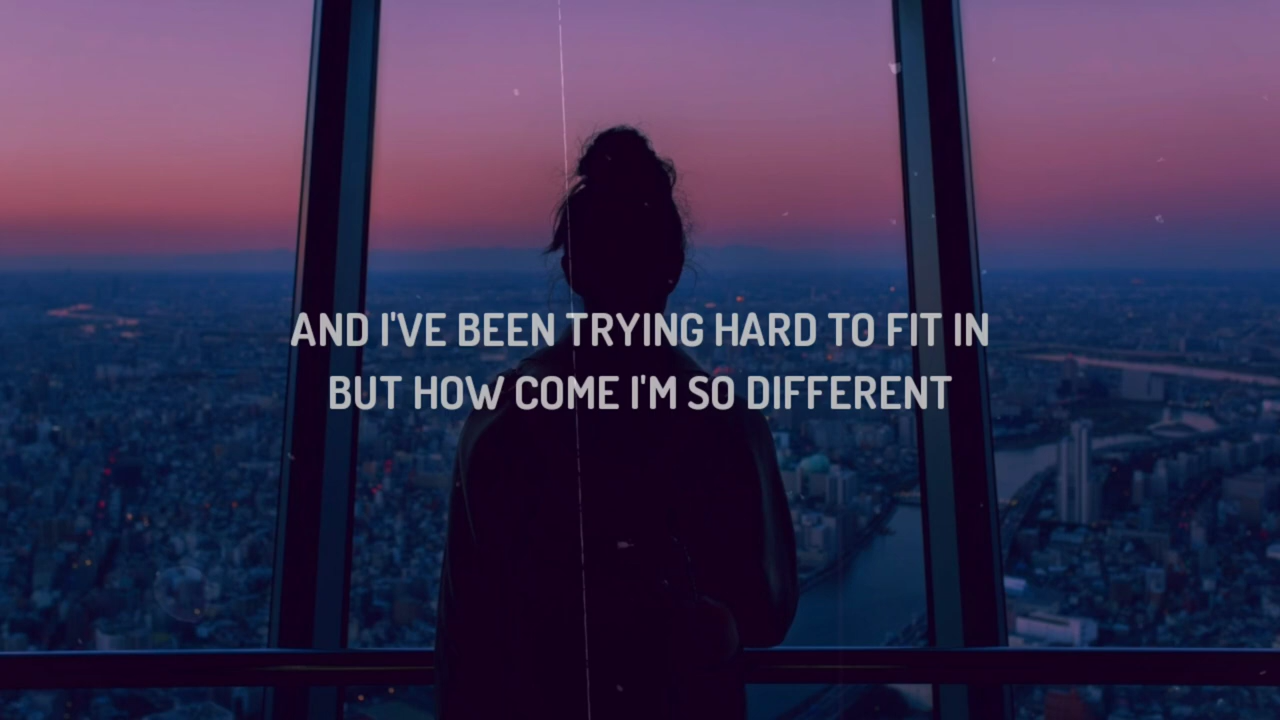 AND I'VE BEEN TRYING HARD TO FIT IN
BUT HOW COME I'M SO DIFFERENT